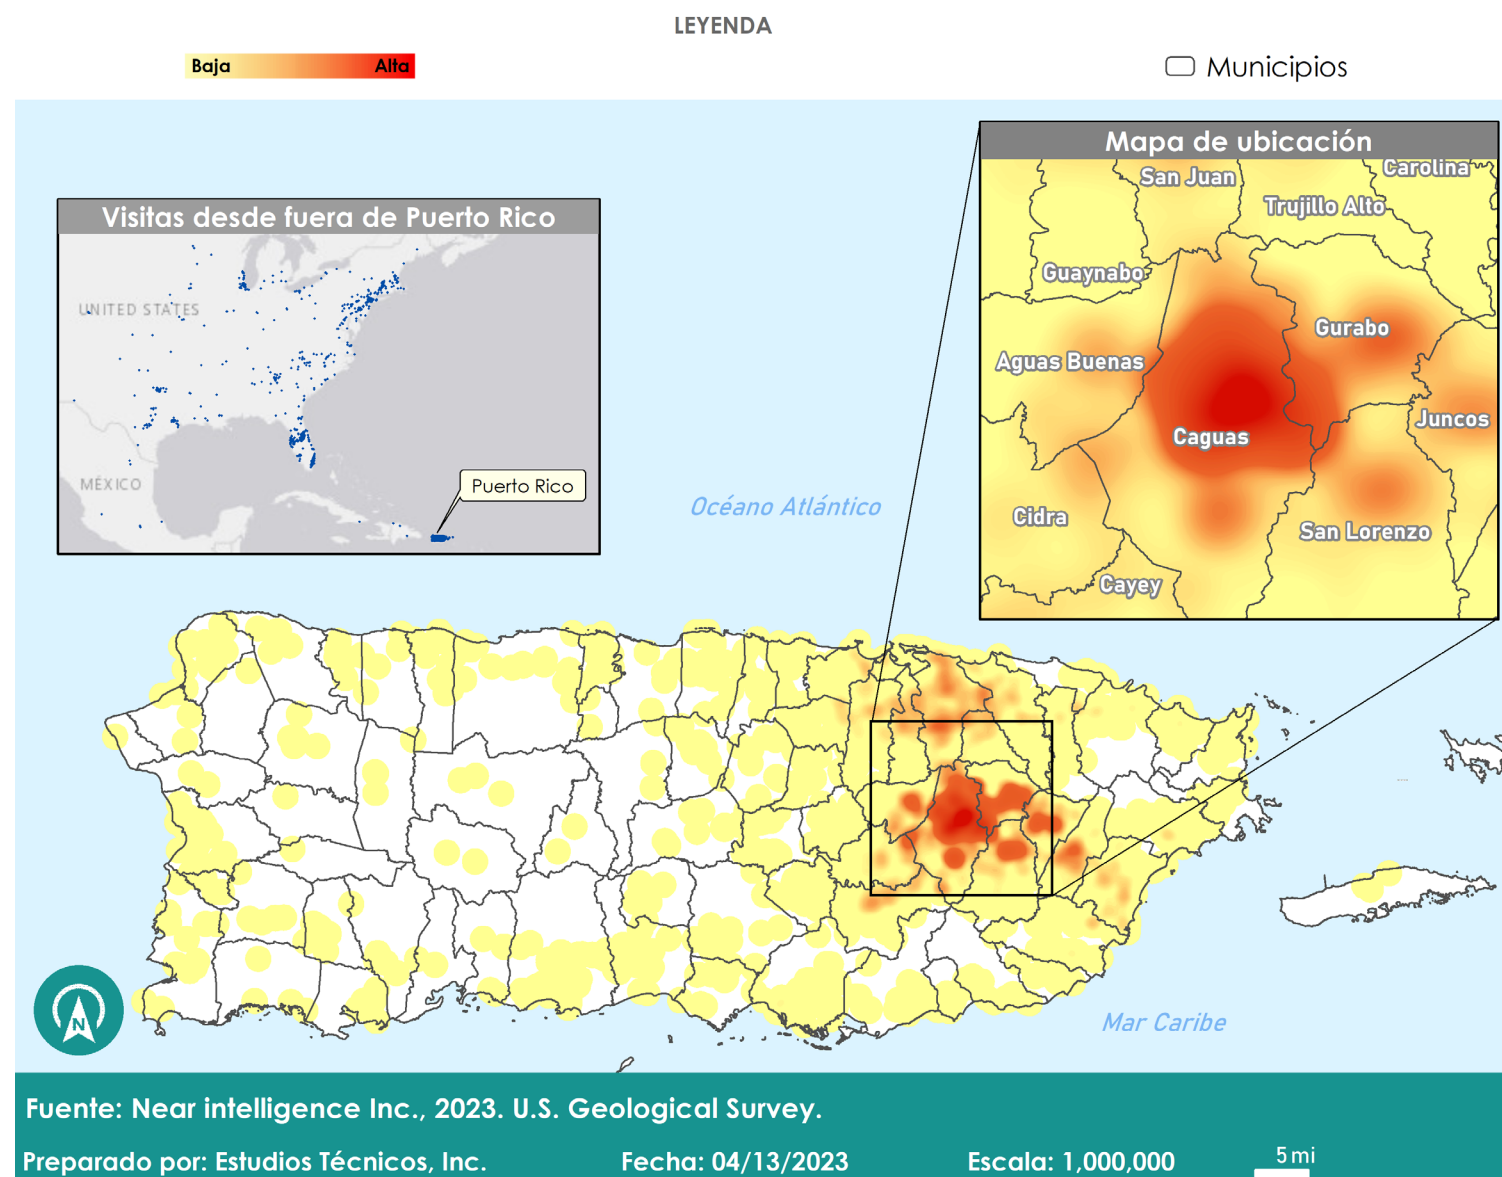 LEYENDA
Baja Alta
Municipios
Mapa de ubicación
San Juan
Carolina
Trujillo Alto
Guaynabo
Gurabo
Aguas Buenas
Juncos
Caguas
Cidra
San Lorenzo
Cayey
Visitas desde fuera de Puerto Rico
UNITED STATES
MÉXICO
Puerto Rico
Océano Atlántico
Mar Caribe
N
Fuente: Near intelligence Inc., 2023. U.S. Geological Survey.
Preparado por: Estudios Técnicos, Inc. Fecha: 04/13/2023 Escala: 1,000,000 5 mi